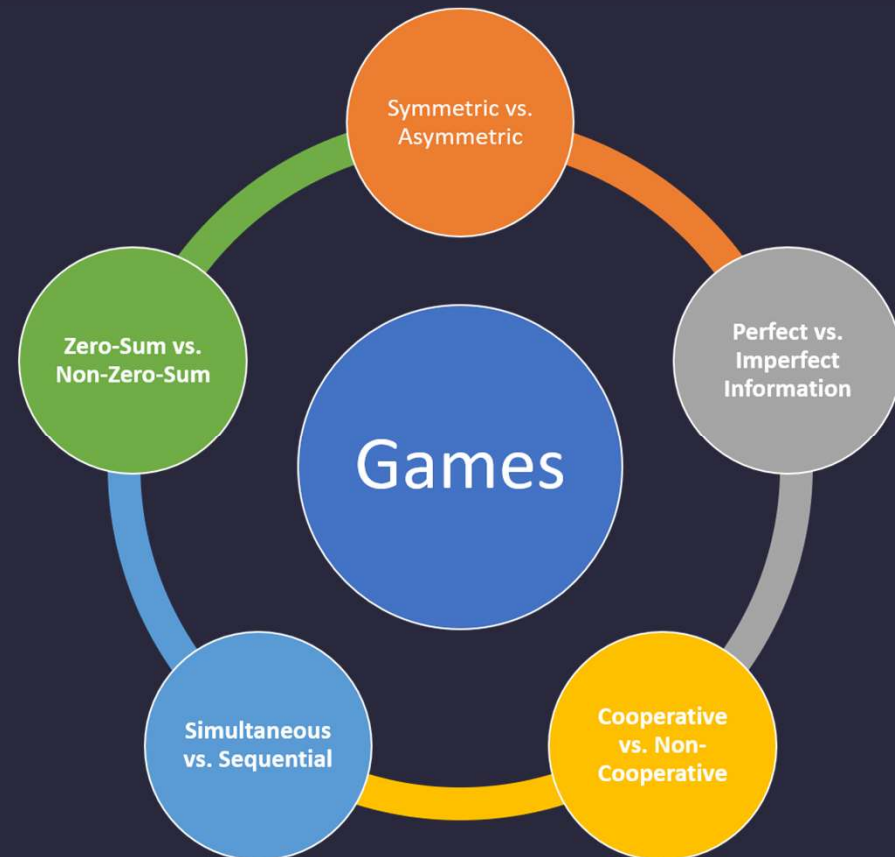 Symmetric vs.
Asymmetric
Perfect vs.
Imperfect
Information
Cooperative
vs. Non-
Cooperative
Simultaneous
vs. Sequential
Zero-Sum vs.
Non-Zero-Sum
Games